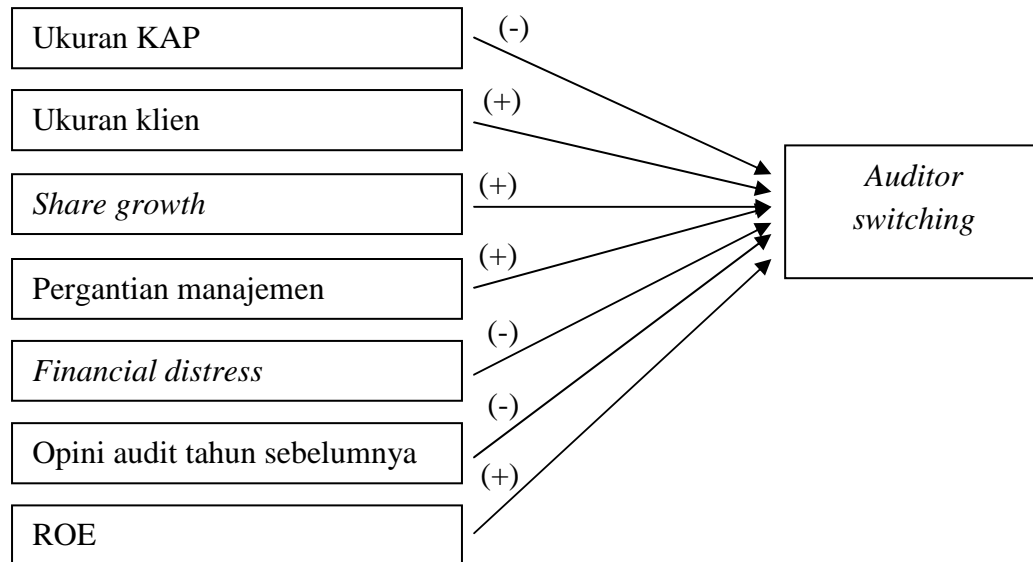 Ukuran KAP
(-)
Ukuran klien
(+)
Share growth
(+)
Pergantian manajemen
(+)
Financial distress
(-)
Opini audit tahun sebelumnya
(-)
ROE
(+)
Auditor
switching